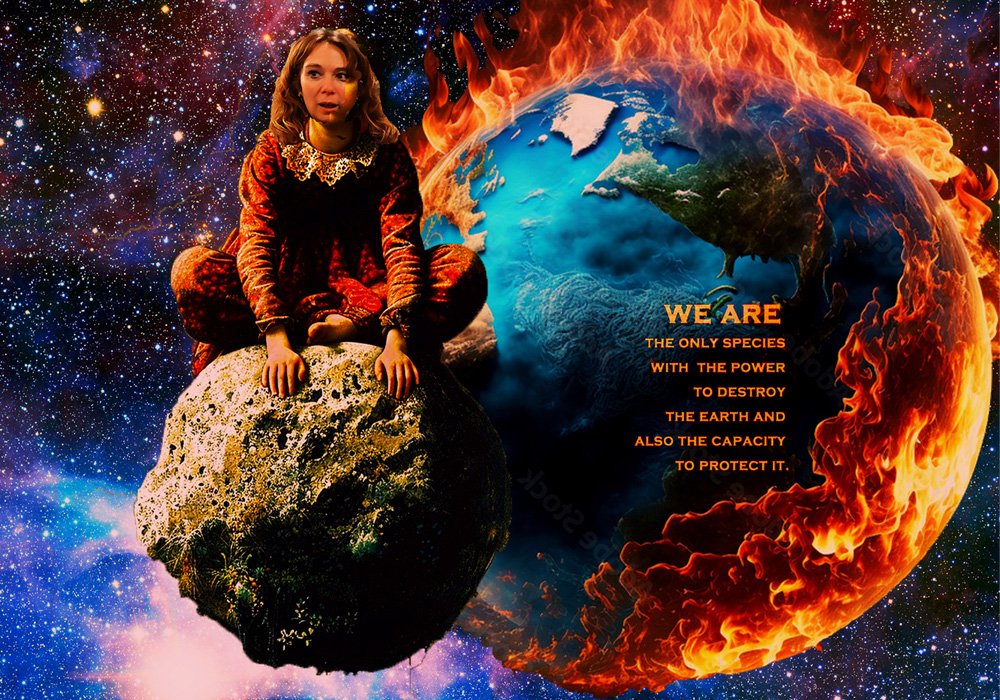 WE ARE
THE ONLY SPECIES
WITH THE POWER
TO DESTROY
THE EARTH AND
ALSO THE CAPACITY
TO PROTECT IT.